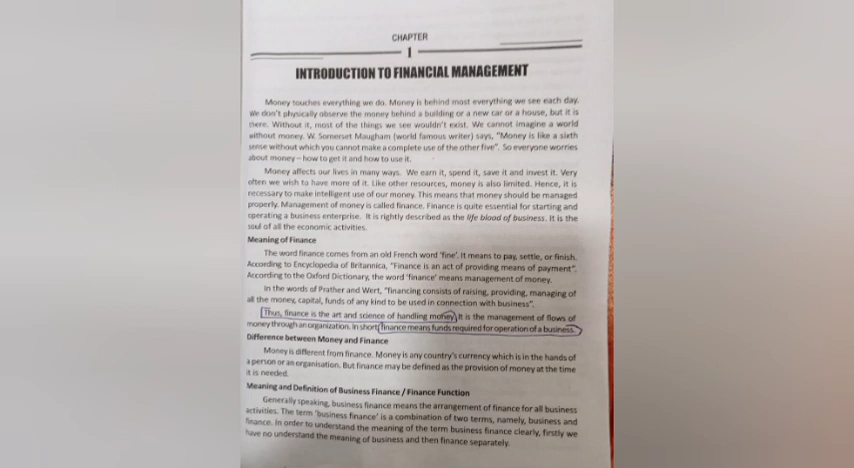 CHAPTER
1
INTRODUCTION TO FINANCIAL MANAGEMENT
Money touches everything we do. Money is behind most everything we see each day.
We don't physically observe the money behind a building or a new car or a house, but it is
there. Without it, most of the things we see wouldn't exist. We cannot imagine a world
without money. W. Somerset Maugham (world famous writer) says, "Money is like a sixth
sense without which you cannot make a complete use of the other five". So everyone worries
about money – how to get it and how to use it.
Money affects our lives in many ways. We earn it, spend it, save it and invest it. Very
often we wish to have more of it. Like other resources, money is also limited. Hence, it is
necessary to make intelligent use of our money. This means that money should be managed
properly. Management of money is called finance. Finance is quite essential for starting and
operating a business enterprise. It is rightly described as the life blood of business. It is the
soul of all the economic activities.
Meaning of Finance
The word finance comes from an old French word 'fine'. It means to pay, settle, or finish.
According to Encyclopedia of Britannica, "Finance is an act of providing means of payment".
According to the Oxford Dictionary, the word 'finance' means management of money.
In the words of Prather and Wert, "financing consists of raising, providing, managing of
all the money, capital, funds of any kind to be used in connection with business".
Thus, finance is the art and science of handling money. It is the management of flows of
money through an organization. In short, finance means funds required for operation of a business.
Difference between Money and Finance
Money is different from finance. Money is any country's currency which is in the hands of
a person or an organisation. But finance may be defined as the provision of money at the time
it is needed.
Meaning and Definition of Business Finance / Finance Function
Generally speaking, business finance means the arrangement of finance for all business
activities. The term 'business finance' is a combination of two terms, namely, business and
finance. In order to understand the meaning of the term business finance clearly, firstly we
have no understand the meaning of business and then finance separately.